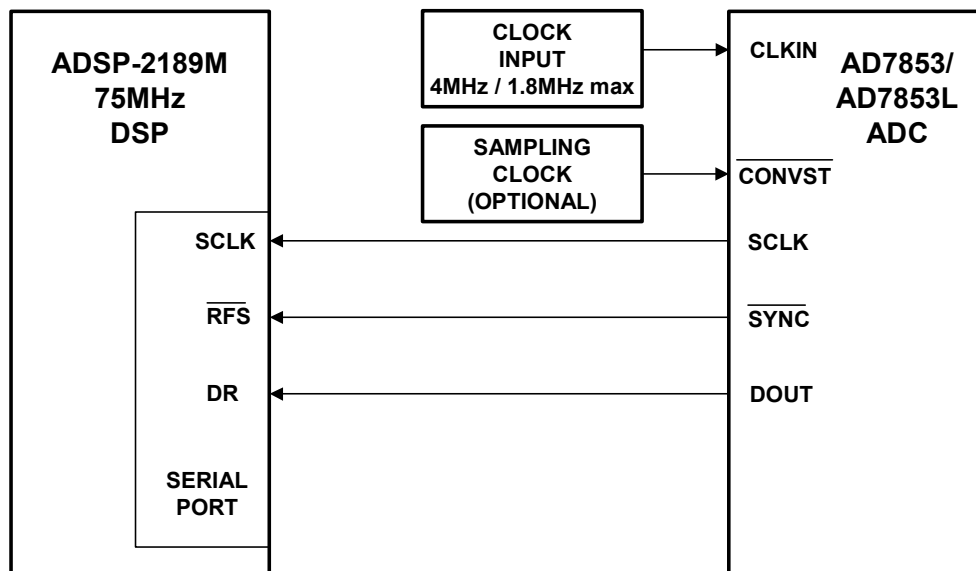 ADSP-2189M
75MHz
DSP
CLOCK
INPUT
4MHz / 1.8MHz max
SAMPLING
CLOCK
(OPTIONAL)
CLKIN
AD7853/
AD7853L
ADC
CONVST
SCLK
SCLK
RFS
SYNC
DR
DOUT
SERIAL
PORT